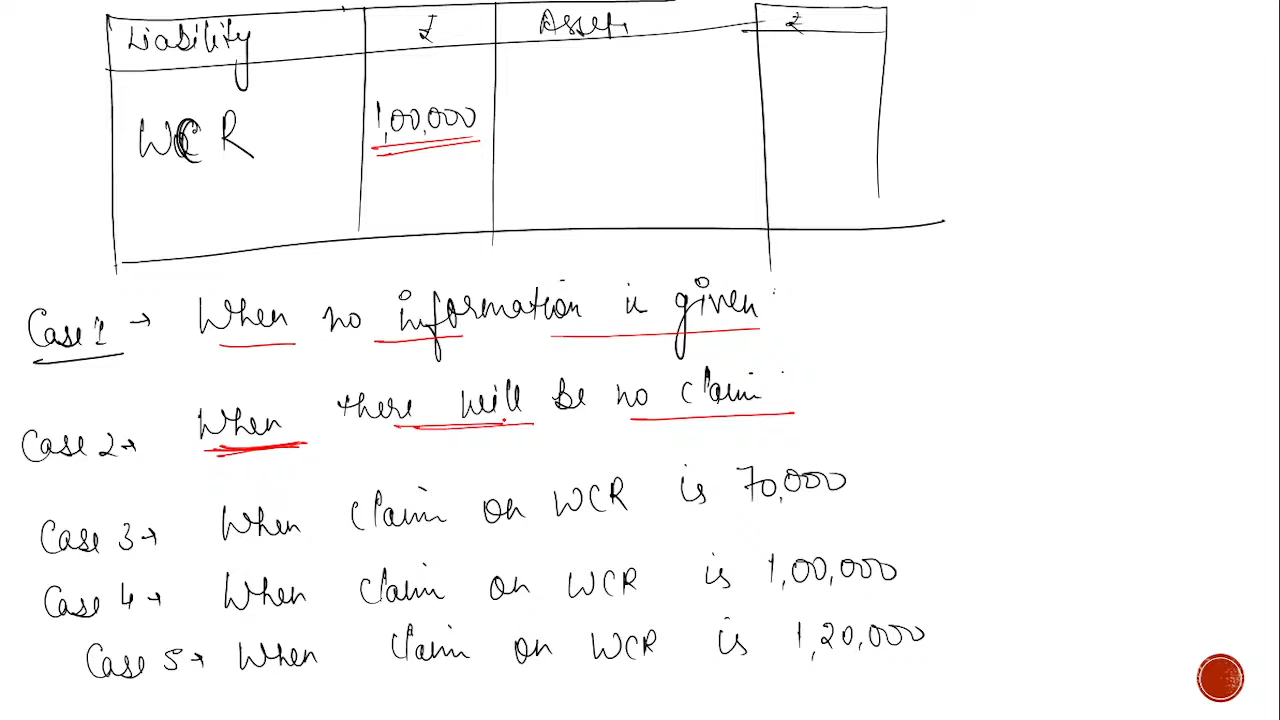 Liability ₹ Assets ₹
WCR 1,00,000
Case 1 → When no information is given
Case 2 → When there will be no claim
Case 3 → When claim on WCR is 70,000
Case 4 → When claim on WCR is 1,00,000
Case 5 → When claim on WCR is 1,20,000